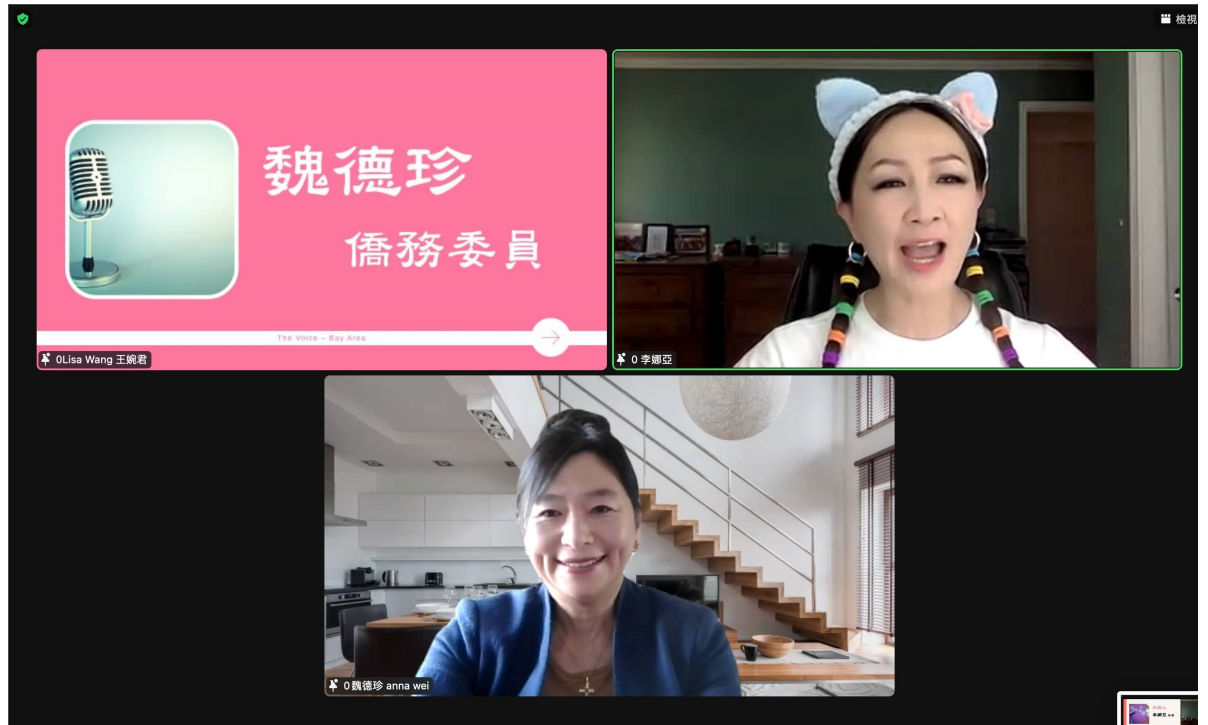 檢視
魏德珍
僑務委員
The Voice – Bay Area
0Lisa Wang 王婉君
0 李娜亞
0 魏德珍 anna wei